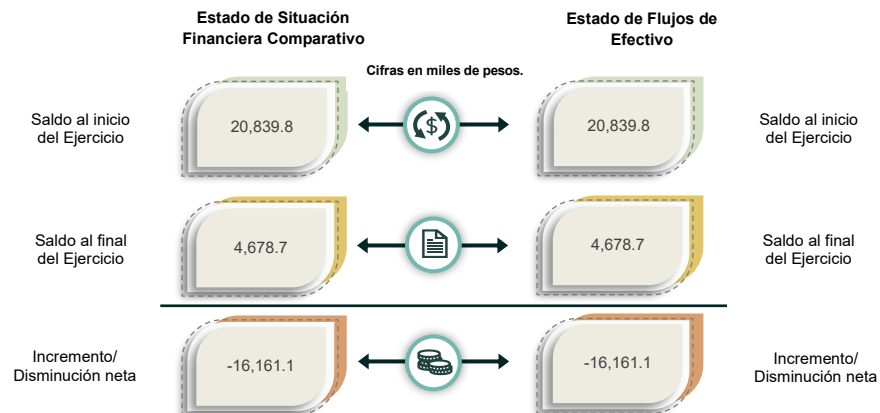 Estado de Situación
Financiera Comparativo
Estado de Flujos de
Efectivo
Cifras en miles de pesos.
Saldo al inicio
del Ejercicio
20,839.8
$
20,839.8
Saldo al inicio
del Ejercicio
Saldo al final
del Ejercicio
4,678.7
4,678.7
Saldo al final
del Ejercicio
Incremento/
Disminución neta
-16,161.1
-16,161.1
Incremento/
Disminución neta